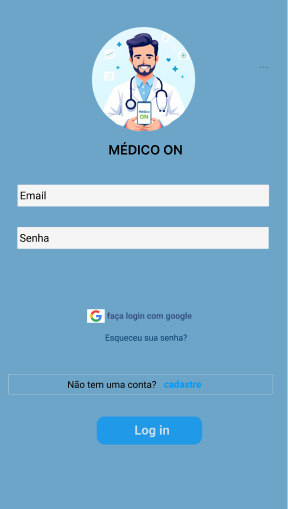 Médico
ON
...
MÉDICO ON
Email
Senha
faça login com google
Esqueceu sua senha?
Não tem uma conta? cadastre
Log in